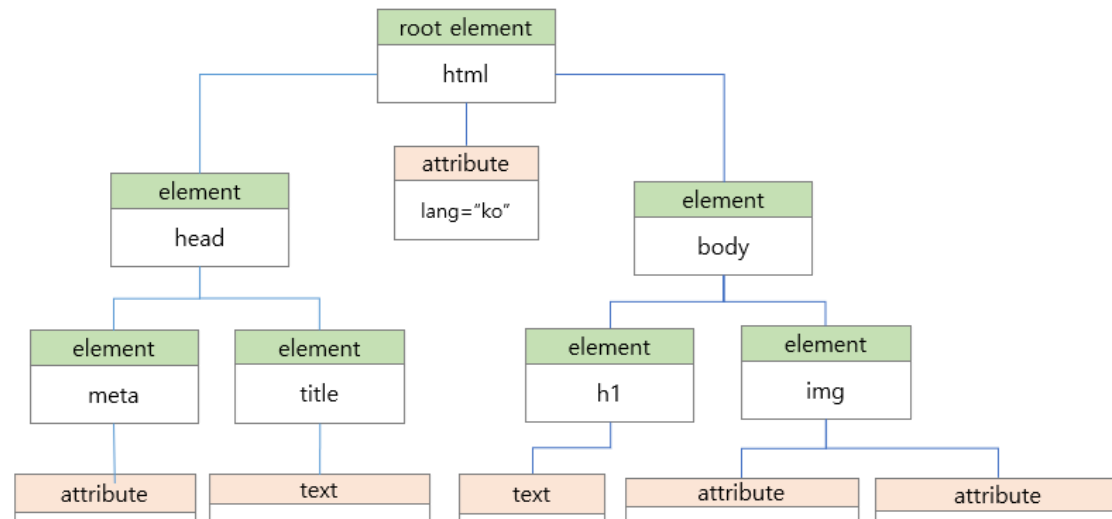 root element
html
attribute
lang="ko"
element
head
element
body
element
meta
element
title
element
h1
element
img
attribute
text
text
attribute
attribute